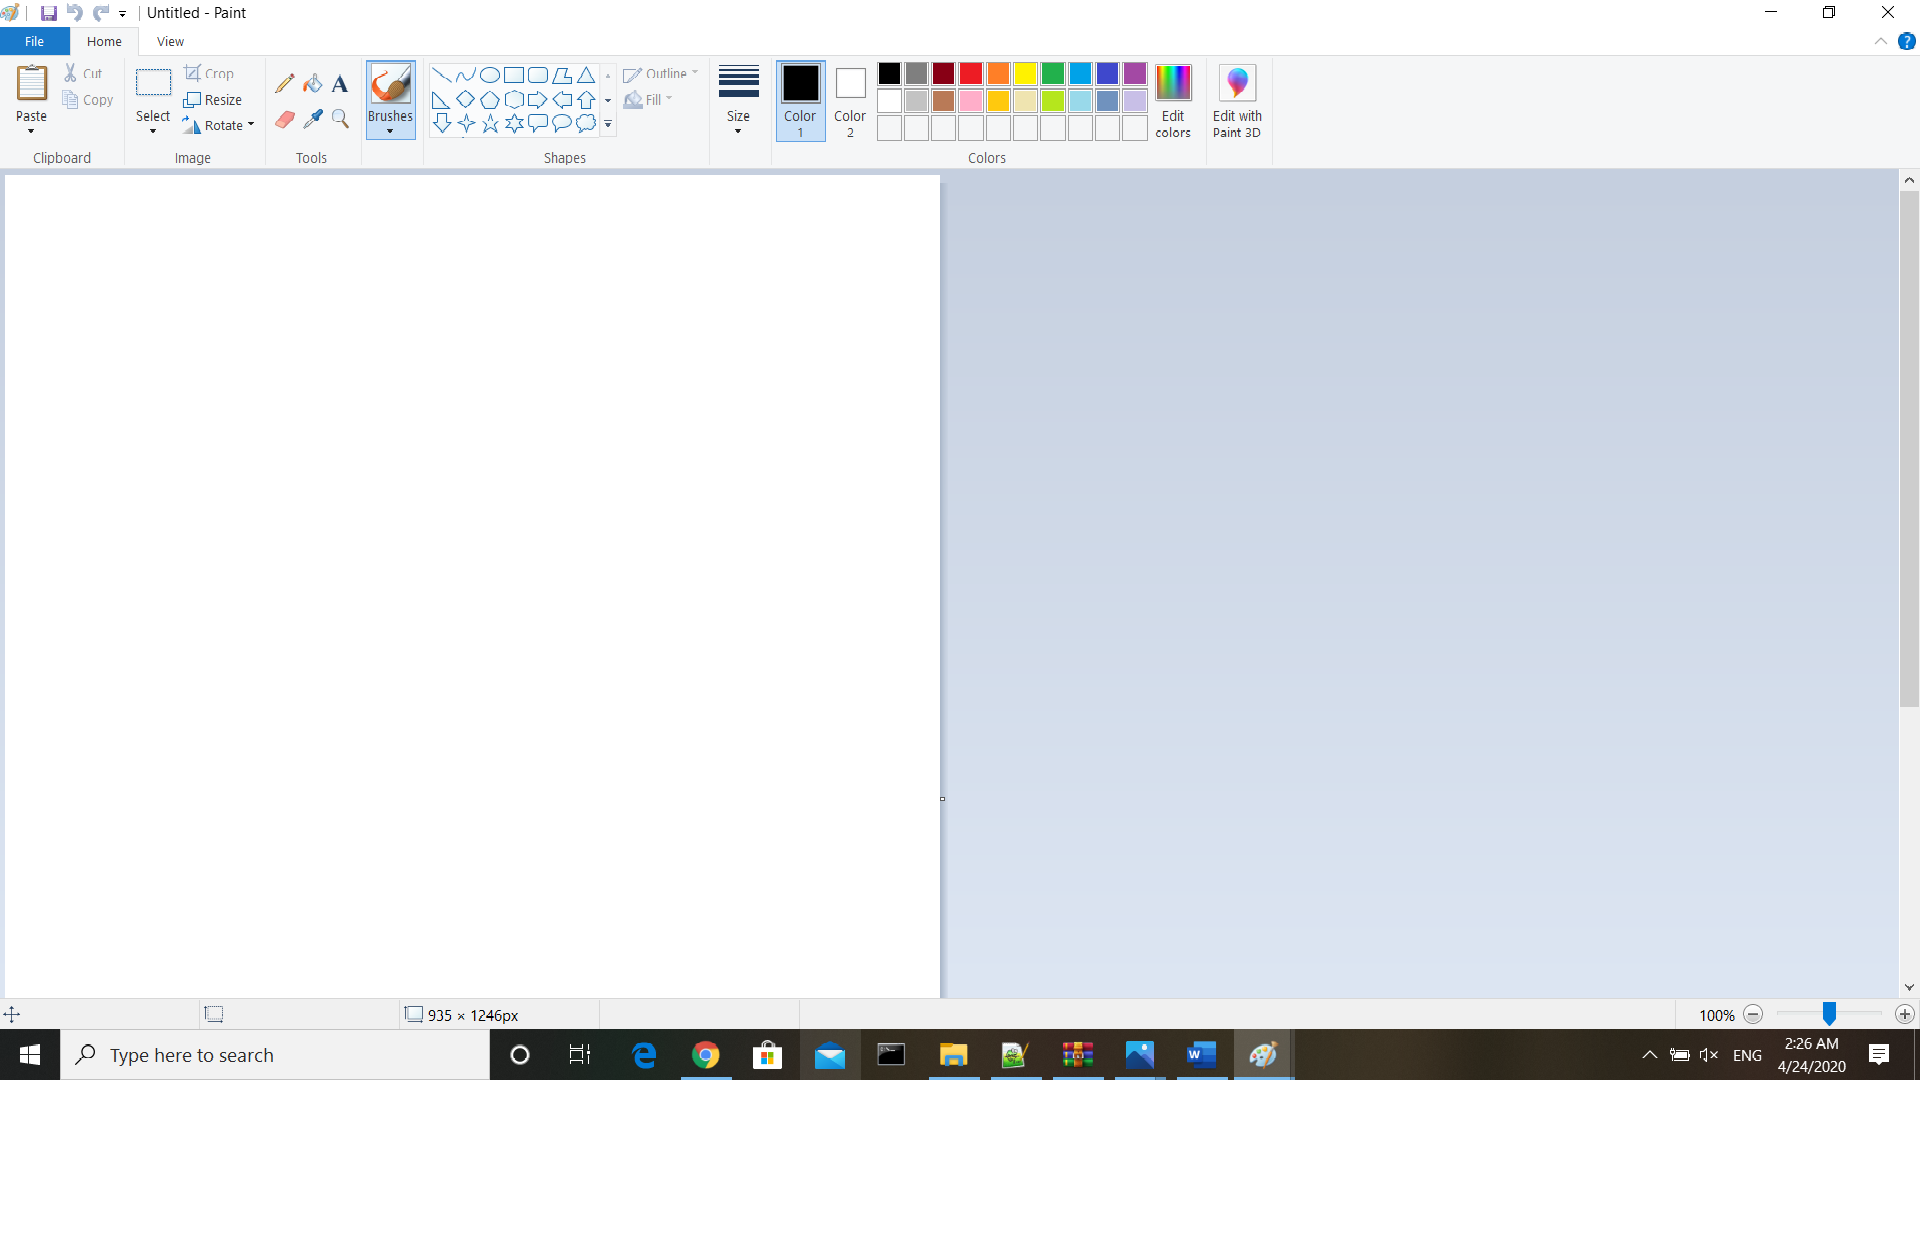 Untitled - Paint
File Home View
Paste
Cut
Copy
Clipboard
Select
Crop
Resize
Rotate
Image
A
Tools
Brushes
Shapes
Outline
Fill
Size
Color 1
Color 2
Edit colors
Colors
Edit with Paint 3D
935 × 1246px
100%
Type here to search
ENG
2:26 AM
4/24/2020